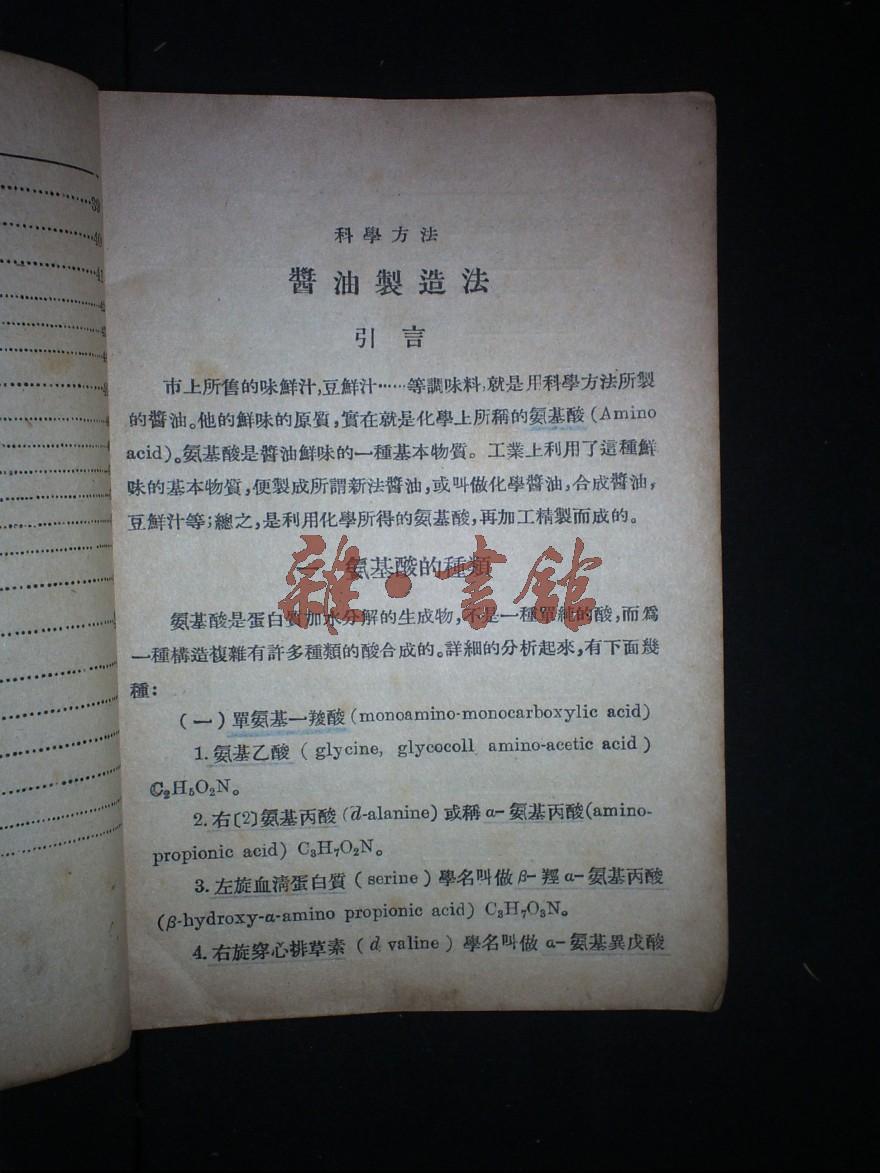 39
40
41
科學方法
醬油製造法
引言
市上所售的味鮮汁,豆鮮汁……等調味料,就是用科學方法所製
的醬油。他的鮮味的原質,實在就是化學上所稱的氨基酸(Amino
acid)。氨基酸是醬油鮮味的一種基本物質。工業上利用了這種鮮
味的基本物質,便製成所謂新法醬油,或叫做化學醬油,合成醬油,
豆鮮汁等;總之,是利用化學所得的氨基酸,再加工精製而成的。
一 氨基酸的種類
雜·書館
氨基酸是蛋白質加水分解的生成物,不是一種單純的酸,而爲
一種構造複雜有許多種類的酸合成的。詳細的分析起來,有下面幾
種:
(一)單氨基一羧酸(monoamino-monocarboxylic acid)
1.氨基乙酸(glycine, glycocoll amino-acetic acid)
C₂H₅O₂N。
2.右〔2〕氨基丙酸(d-alanine)或稱α-氨基丙酸(amino-
propionic acid) C₃H₇O₂N。
3.左旋血清蛋白質(serine)學名叫做β-羥α-氨基丙酸
(β-hydroxy-α-amino propionic acid) C₃H₇O₃N。
4.右旋穿心排草素(d valine)學名叫做α-氨基異戊酸